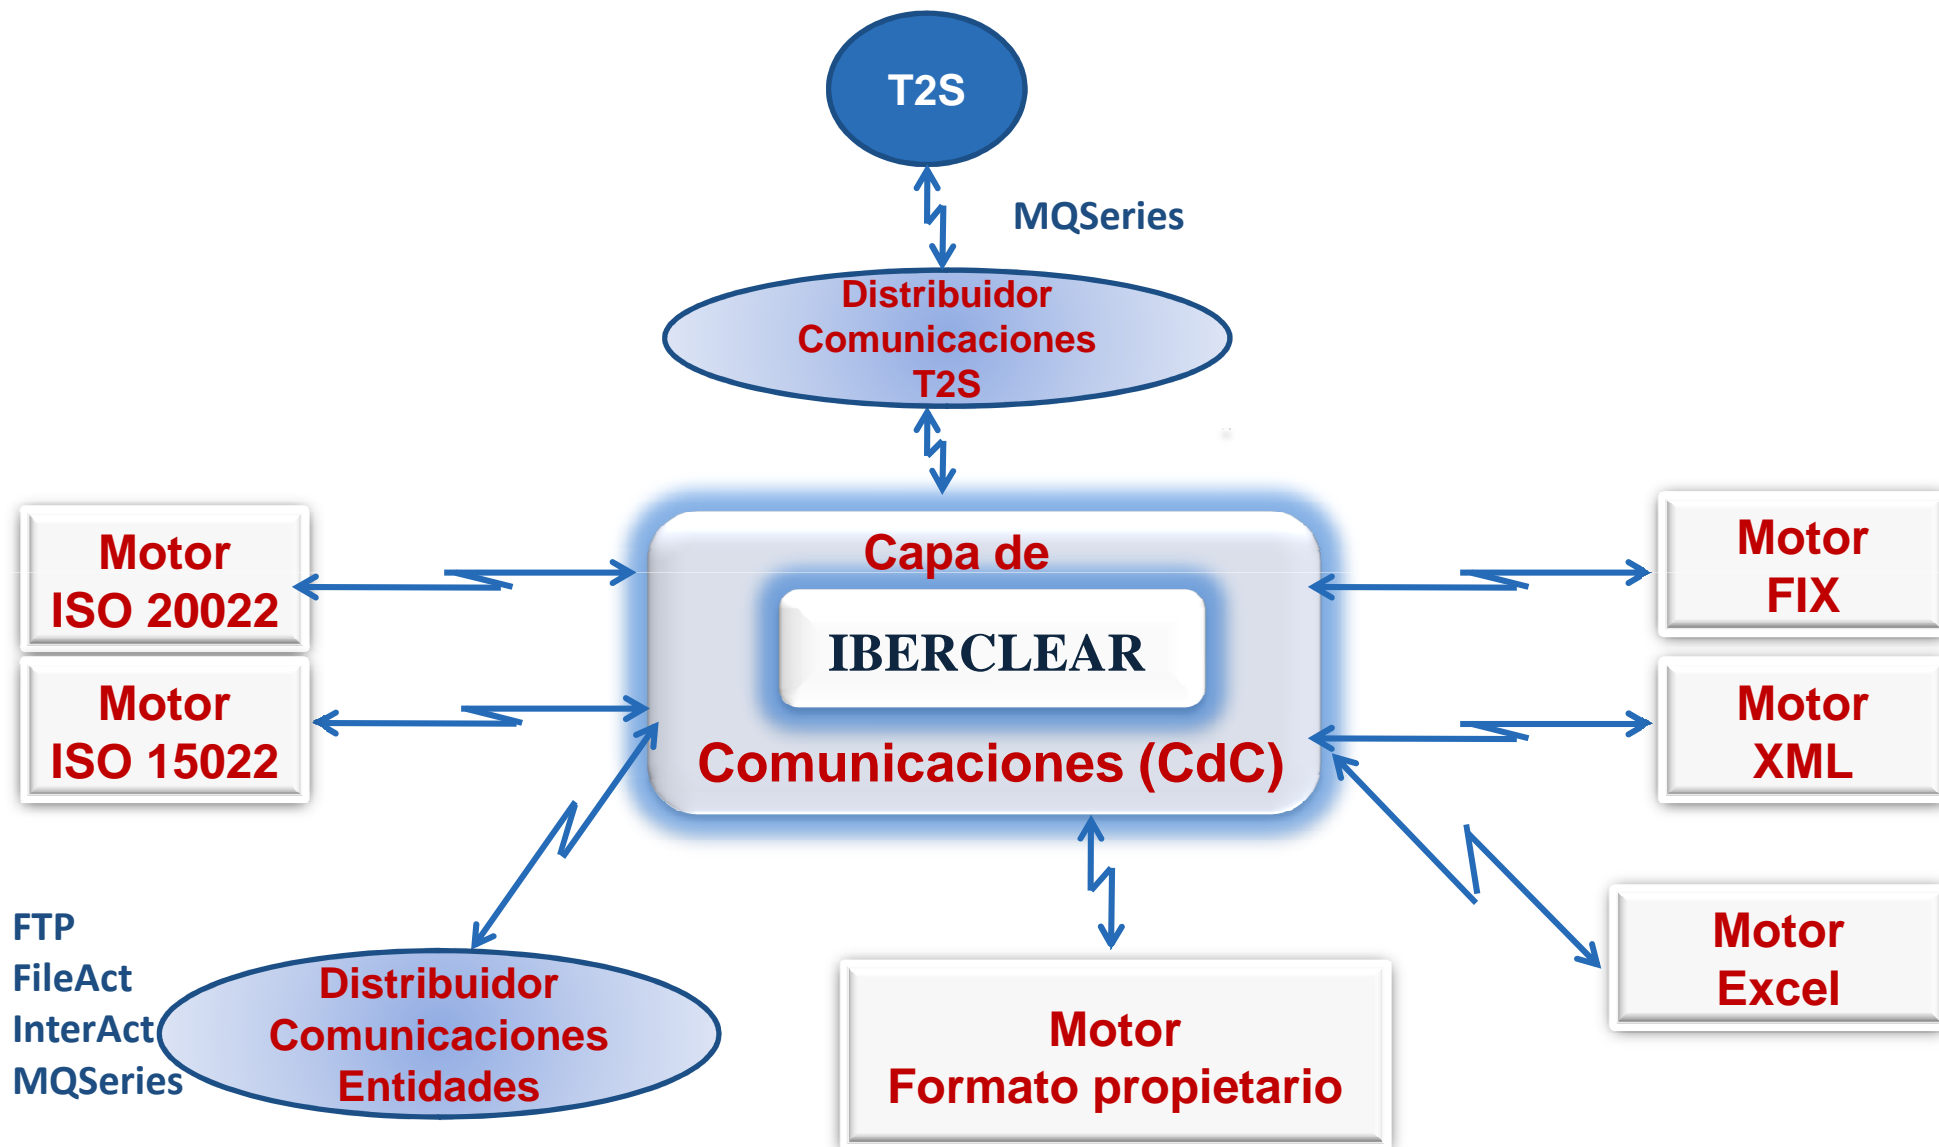 T2S
MQSeries
Distribuidor
Comunicaciones
T2S
Motor
ISO 20022
Motor
ISO 15022
Capa de
IBERCLEAR
Comunicaciones (CdC)
Motor
FIX
Motor
XML
Motor
Excel
FTP
FileAct
InterAct
MQSeries
Distribuidor
Comunicaciones
Entidades
Motor
Formato propietario